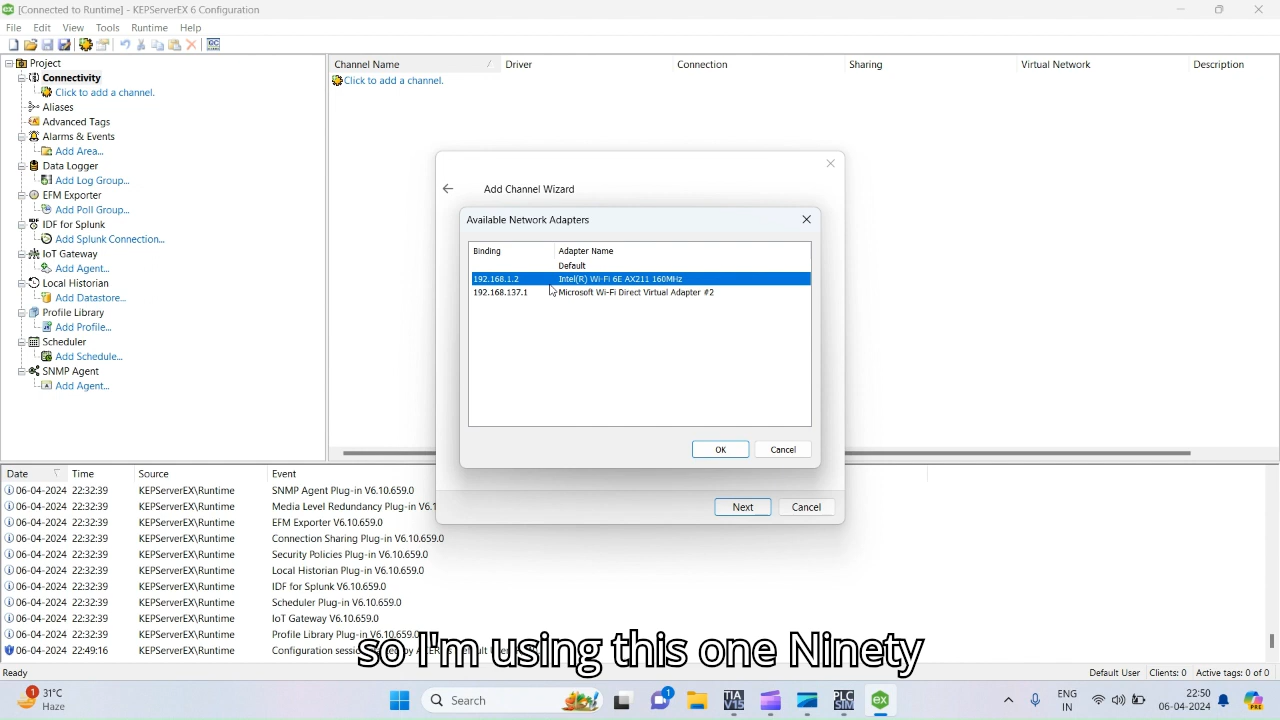 [Connected to Runtime] - KEPServerEX 6 Configuration
File Edit View Tools Runtime Help
Project
Connectivity
Click to add a channel.
Aliases
Advanced Tags
Alarms & Events
Add Area...
Data Logger
Add Log Group...
EFM Exporter
Add Poll Group...
IDF for Splunk
Add Splunk Connection...
IoT Gateway
Add Agent...
Local Historian
Add Datastore...
Profile Library
Add Profile...
Scheduler
Add Schedule...
SNMP Agent
Add Agent...
Channel Name Driver Connection Sharing Virtual Network Description
Click to add a channel.
Add Channel Wizard
Available Network Adapters
Binding Adapter Name
Default
192.168.1.2 Intel(R) Wi-Fi 6E AX211 160MHz
192.168.137.1 Microsoft Wi-Fi Direct Virtual Adapter #2
OK Cancel
Next Cancel
Date Time Source Event
06-04-2024 22:32:39 KEPServerEX\Runtime SNMP Agent Plug-in V6.10.659.0
06-04-2024 22:32:39 KEPServerEX\Runtime Media Level Redundancy Plug-in V6.1
06-04-2024 22:32:39 KEPServerEX\Runtime EFM Exporter V6.10.659.0
06-04-2024 22:32:39 KEPServerEX\Runtime Connection Sharing Plug-in V6.10.659.0
06-04-2024 22:32:39 KEPServerEX\Runtime Security Policies Plug-in V6.10.659.0
06-04-2024 22:32:39 KEPServerEX\Runtime Local Historian Plug-in V6.10.659.0
06-04-2024 22:32:39 KEPServerEX\Runtime IDF for Splunk V6.10.659.0
06-04-2024 22:32:39 KEPServerEX\Runtime Scheduler Plug-in V6.10.659.0
06-04-2024 22:32:39 KEPServerEX\Runtime IoT Gateway V6.10.659.0
06-04-2024 22:32:39 KEPServerEX\Runtime Profile Library Plug-in V6.10.659.0
06-04-2024 22:49:16 KEPServerEX\Runtime Configuration
so I'm using this one Ninety
Ready Default User Clients: 0 Active tags: 0 of 0
1
31°C
Haze
Search
1
TIA
V15
PLC
SIM
ex
ENG
IN
22:50
06-04-2024
PRE